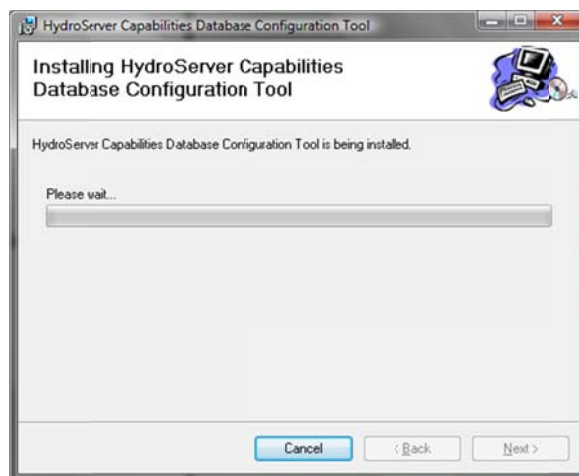 HydroServer Capabilities Database Configuration Tool
Installing HydroServer Capabilities
Database Configuration Tool
HydroServer Capabilities Database Configuration Tool is being installed.
Please wait...
Cancel
< Back
Next >